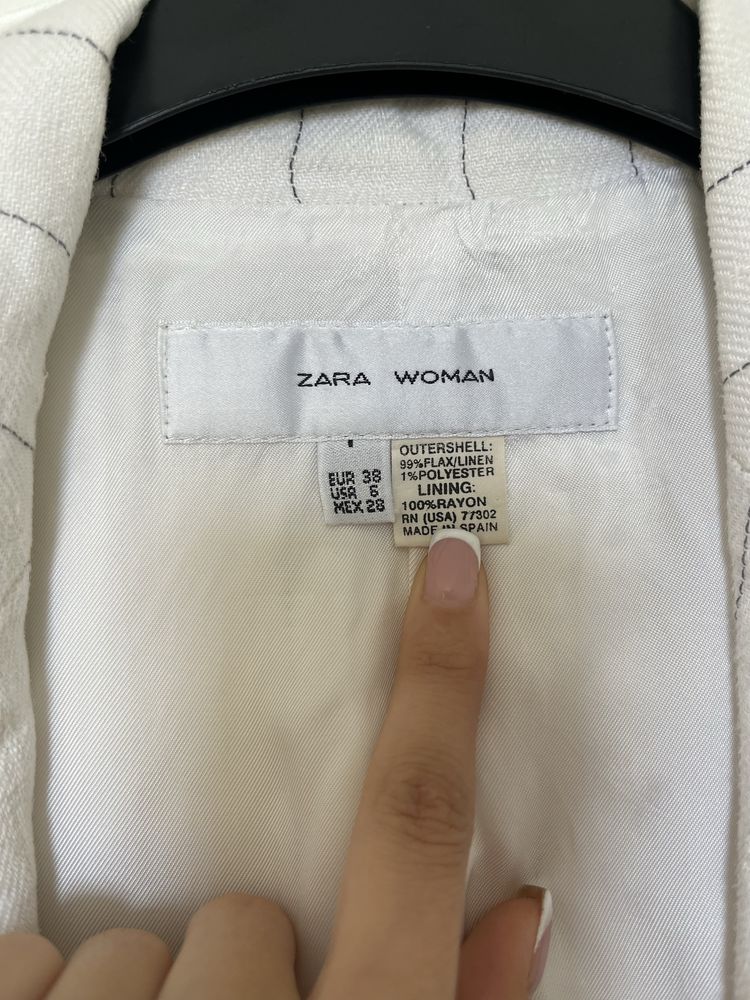 ZARA WOMAN
EUR 38
USA 6
MEX 28
OUTERSHELL:
99%FLAX/LINEN
1%POLYESTER
LINING:
100%RAYON
RN (USA) 77302
MADE IN SPAIN